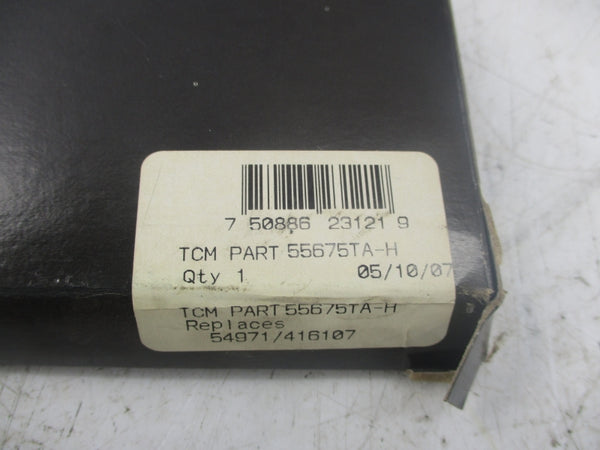 7 50886 23121 9
TCM PART 55675TA-H
Qty 1 05/10/07
TCM PART 55675TA-H
Replaces
54971/416107